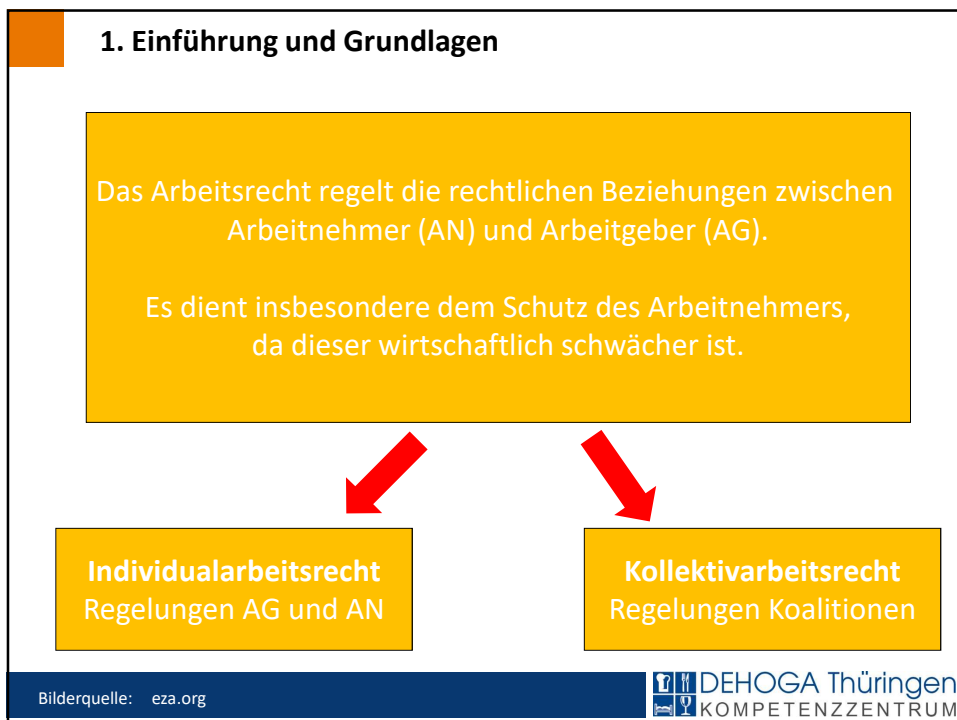 1. Einführung und Grundlagen
Das Arbeitsrecht regelt die rechtlichen Beziehungen zwischen
Arbeitnehmer (AN) und Arbeitgeber (AG).
Es dient insbesondere dem Schutz des Arbeitnehmers,
da dieser wirtschaftlich schwächer ist.
Individualarbeitsrecht
Regelungen AG und AN
Kollektivarbeitsrecht
Regelungen Koalitionen
Bilderquelle: eza.org
DEHOGA Thüringen
KOMPETENZZENTRUM